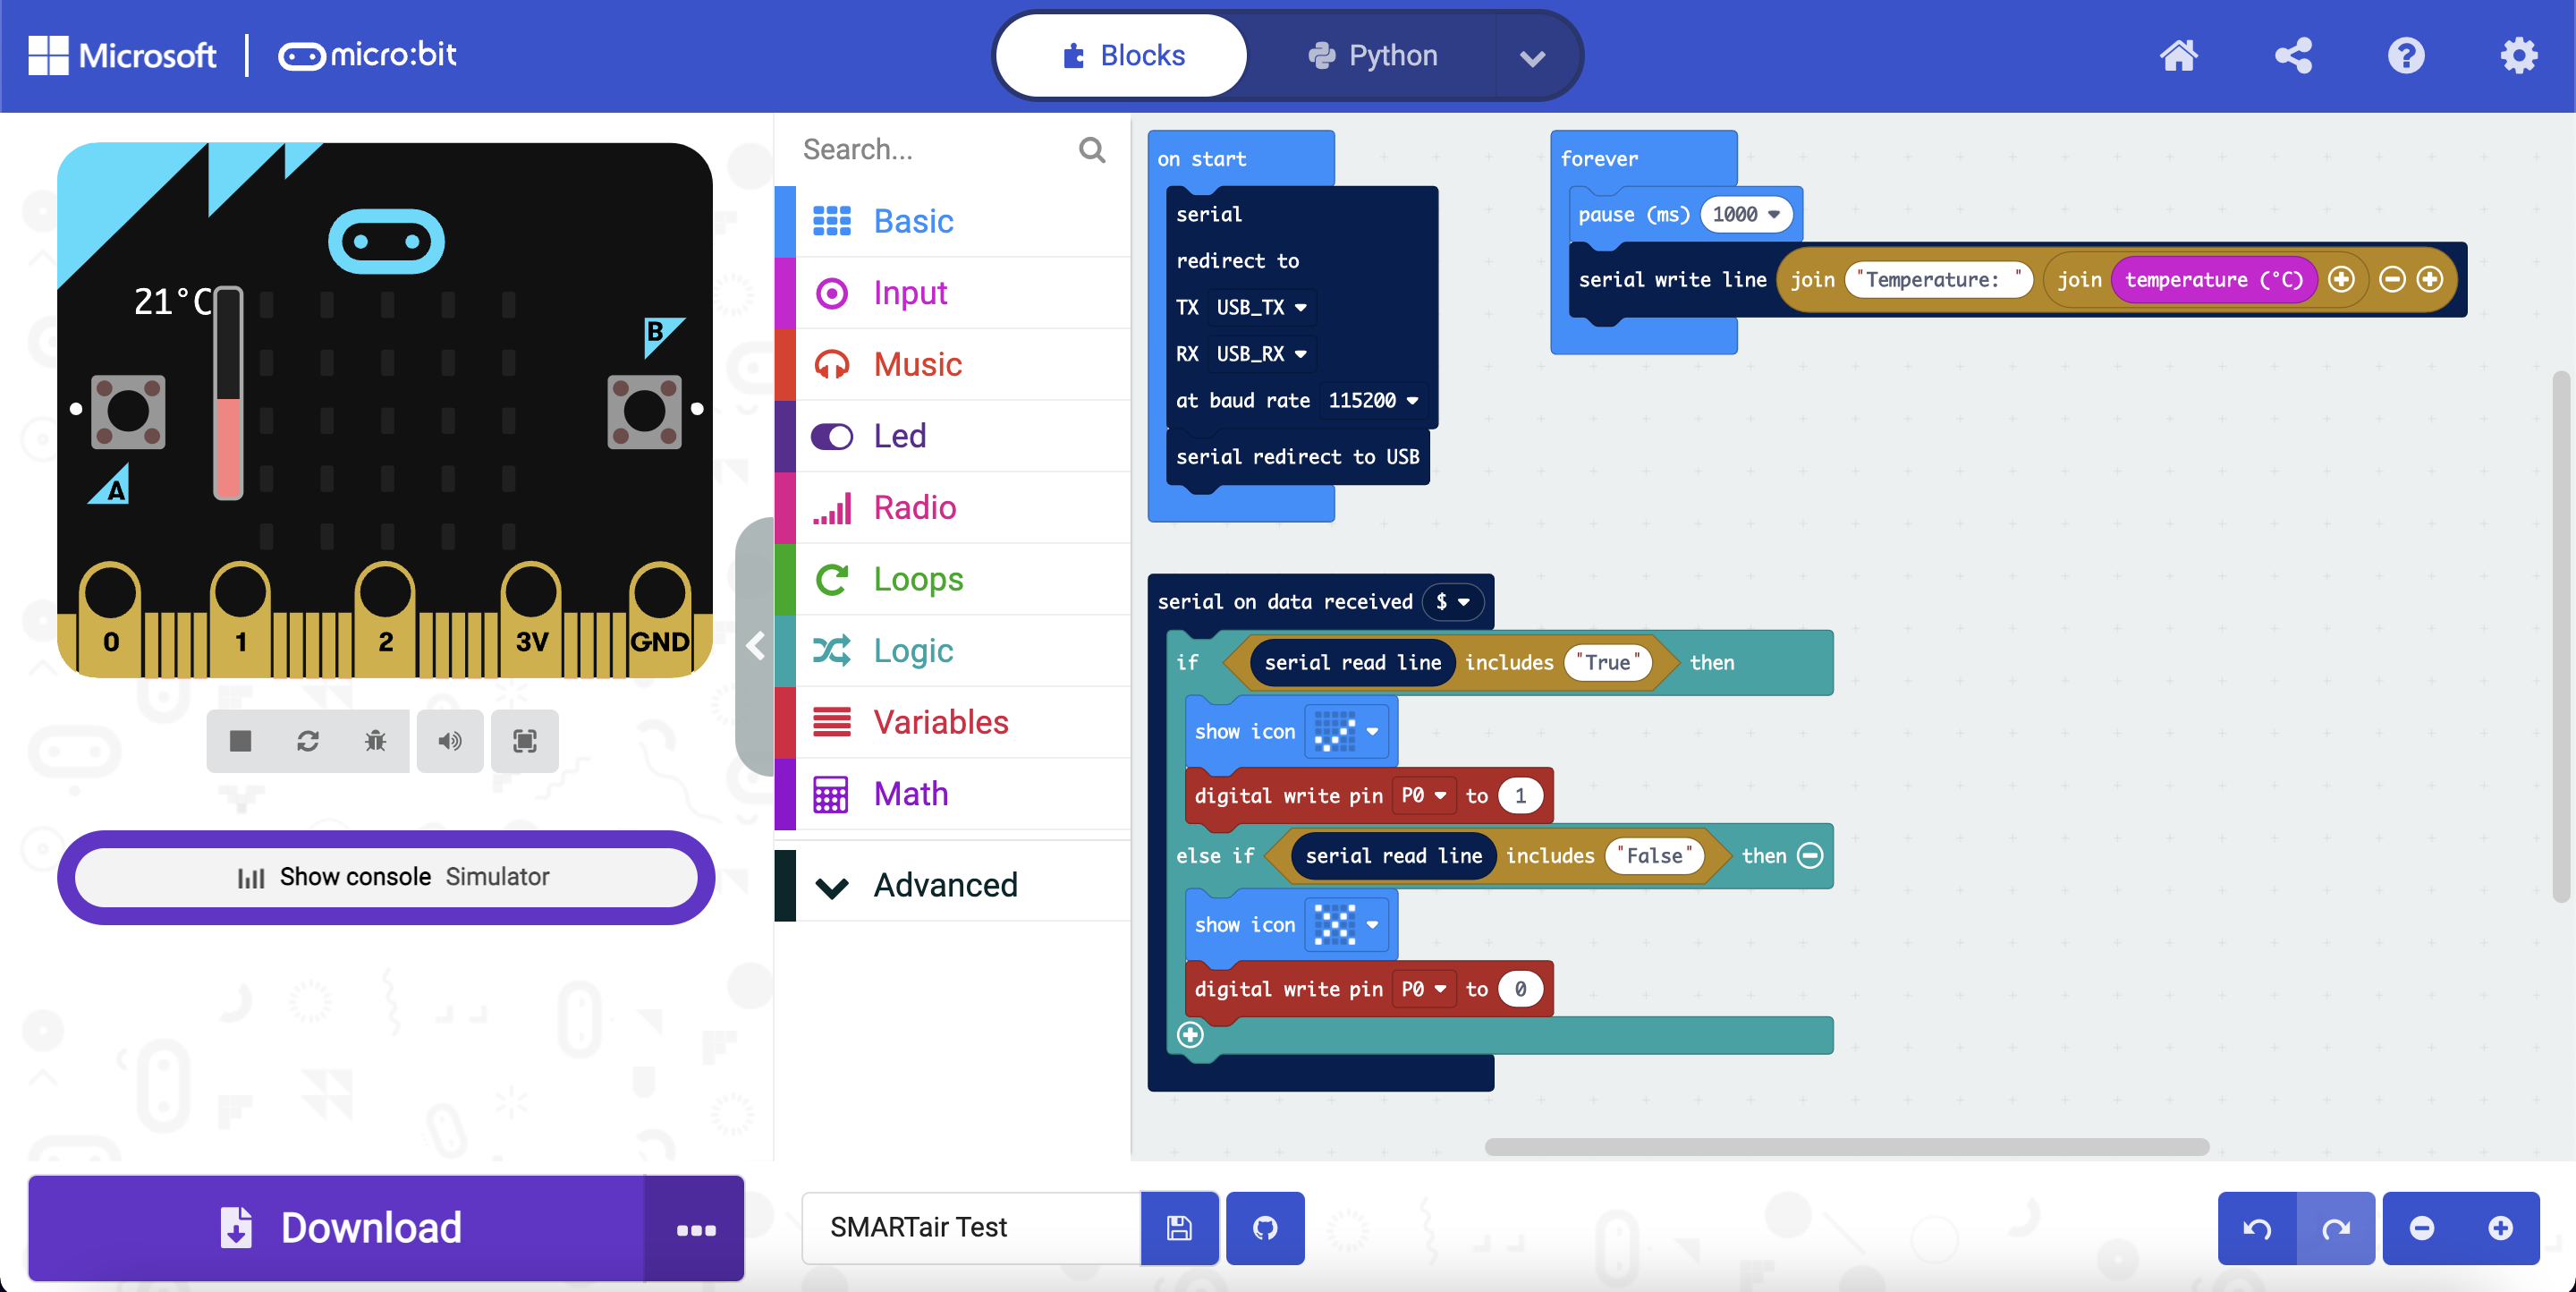 Microsoft
micro:bit
Blocks
Python
21°C
B
A
0
1
2
3V
GND
Show console Simulator
Download
Search...
Basic
Input
Music
Led
Radio
Loops
Logic
Variables
Math
Advanced
on start
serial
redirect to
TX USB_TX
RX USB_RX
at baud rate 115200
serial redirect to USB
forever
pause (ms) 1000
serial write line join "Temperature: " join temperature (°C)
serial on data received $
if serial read line includes "True" then
show icon
digital write pin P0 to 1
else if serial read line includes "False" then
show icon
digital write pin P0 to 0
SMARTair Test